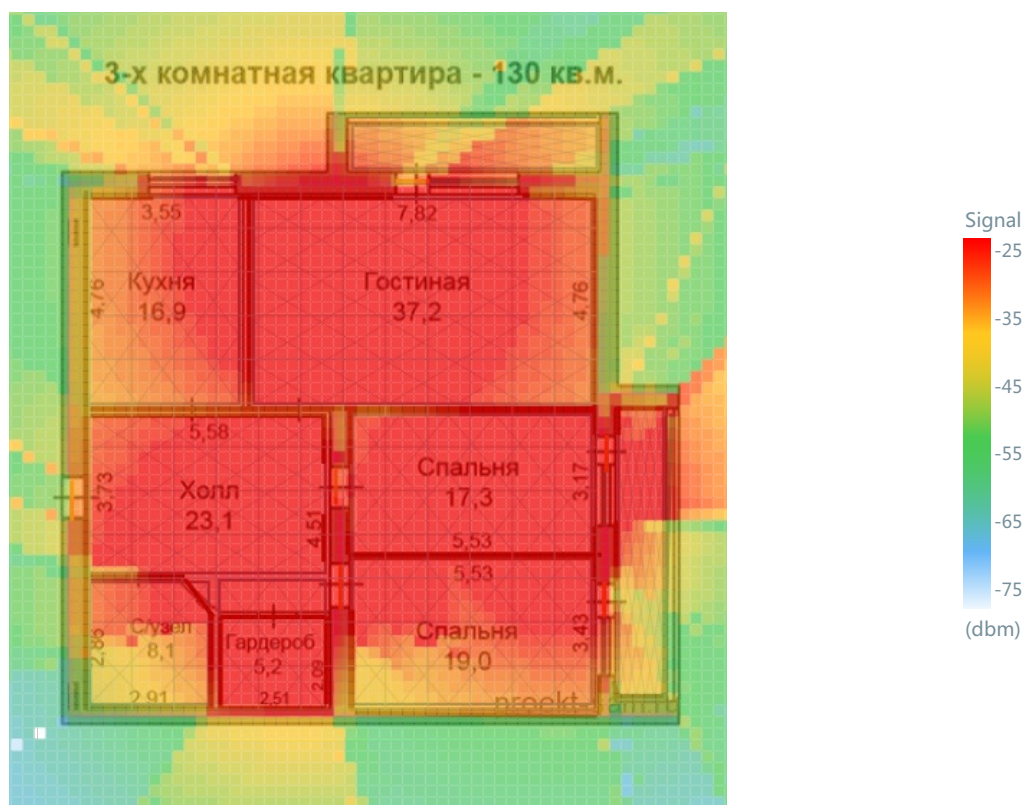 3-х комнатная квартира - 130 кв.м.
3,55
7,82
Кухня
16,9
Гостиная
37,2
4,76
4,76
5,58
Холл
23,1
3,73
4,51
Спальня
17,3
3,17
5,53
5,53
С/узел
8,1
2,91
Гардероб
5,2
2,09
2,51
Спальня
19,0
3,43
Signal
-25
-35
-45
-55
-65
-75
(dbm)